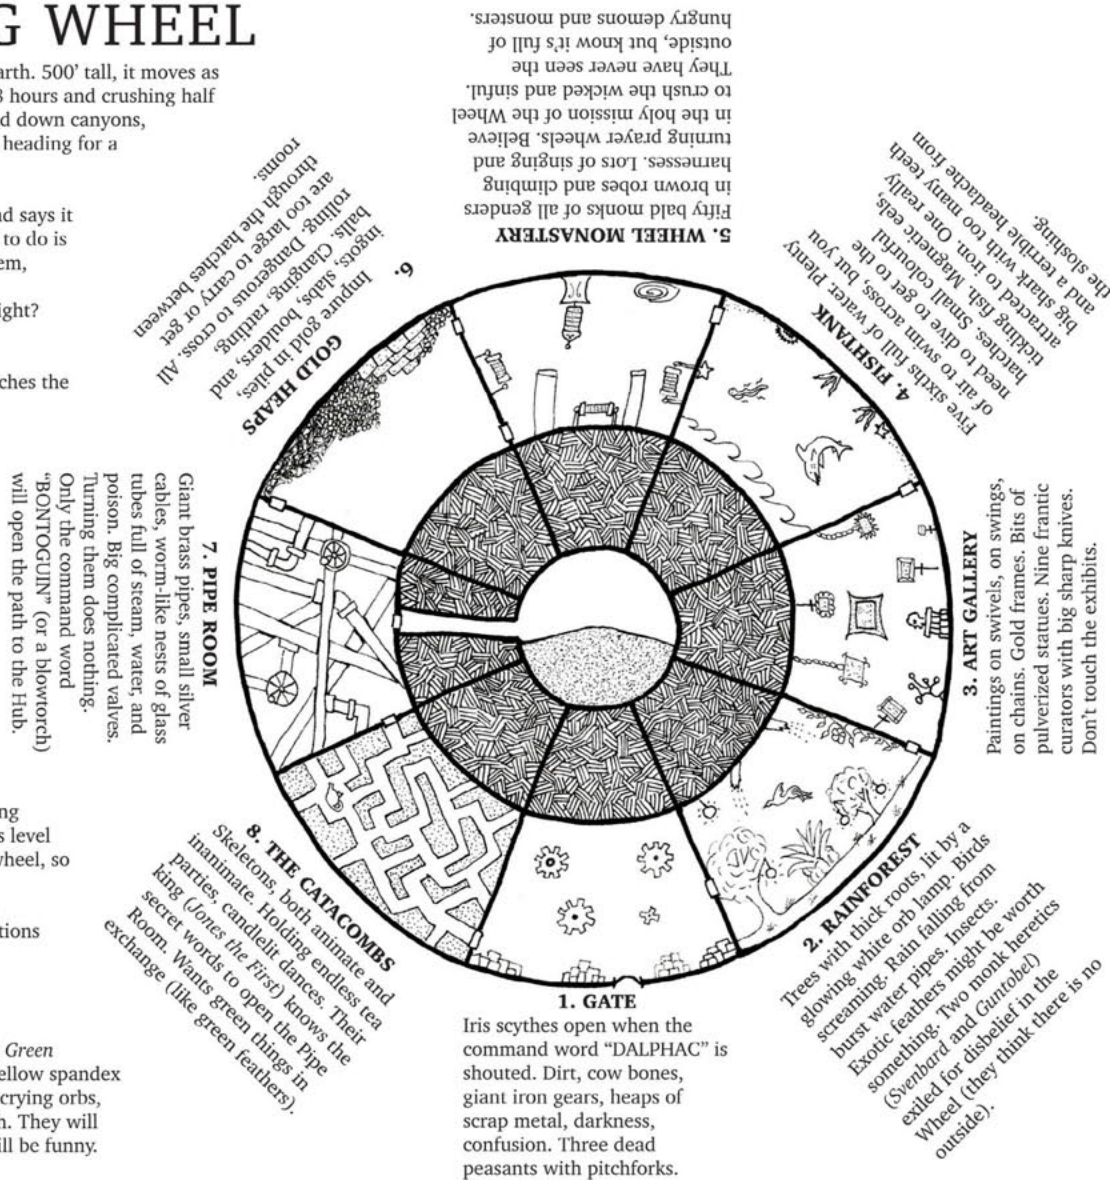 G WHEEL
arth. 500' tall, it moves as
8 hours and crushing half
d down canyons,
heading for a
nd says it
to do is
em,
ight?
ches the
ng
s level
wheel, so
tions
Green
ellow spandex
crying orbs,
h. They will
ill be funny.
1. GATE
Iris scythes open when the
command word “DALPHAC” is
shouted. Dirt, cow bones,
giant iron gears, heaps of
scrap metal, darkness,
confusion. Three dead
peasants with pitchforks.
2. RAINFOREST
Trees with thick roots, lit by a
glowing white orb lamp. Birds
screaming. Rain falling from
burst water pipes. Insects.
Exotic feathers might be worth
something. Two monk heretics
(Svenbard and Guntobel)
exiled for disbelief in the
Wheel (they think there is no
outside).
3. ART GALLERY
Paintings on swivels, on swings,
on chains. Gold frames. Bits of
pulverized statues. Nine frantic
curators with big sharp knives.
Don't touch the exhibits.
4. FISHTANK
Five sixths full of water. Plenty
of air to swim across, but you
need to dive to get to the
hatches. Small colourful
tickling fish. Magnetic eels,
attracted to iron. One really
big shark with too many teeth
and a terrible headache from
the sloshing.
5. WHEEL MONASTERY
Fifty bald monks of all genders
in brown robes and climbing
harnesses. Lots of singing and
turning prayer wheels. Believe
in the holy mission of the Wheel
to crush the wicked and sinful.
They have never seen the
outside, but know it's full of
hungry demons and monsters.
6.
GOLD HEAPS
Impure gold in piles,
ingots, slabs, boulders, and
balls. Clanging, tarring,
rolling. Dangerous to cross. All
are too large to carry or get
through the hatches between
rooms.
7. PIPE ROOM
Giant brass pipes, small silver
cables, worm-like nests of glass
tubes full of steam, water, and
poison. Big complicated valves.
Turning them does nothing.
Only the command word
“BONTOGUIN” (or a blowtorch)
will open the path to the Hub.
8. THE CATACOMBS
Skeletons, both animate and
inanimate. Holding endless tea
parties, candlelit dances. Their
king (Jones the First) knows the
secret words to open the Pipe
Room. Wants green things in
exchange (like green feathers).